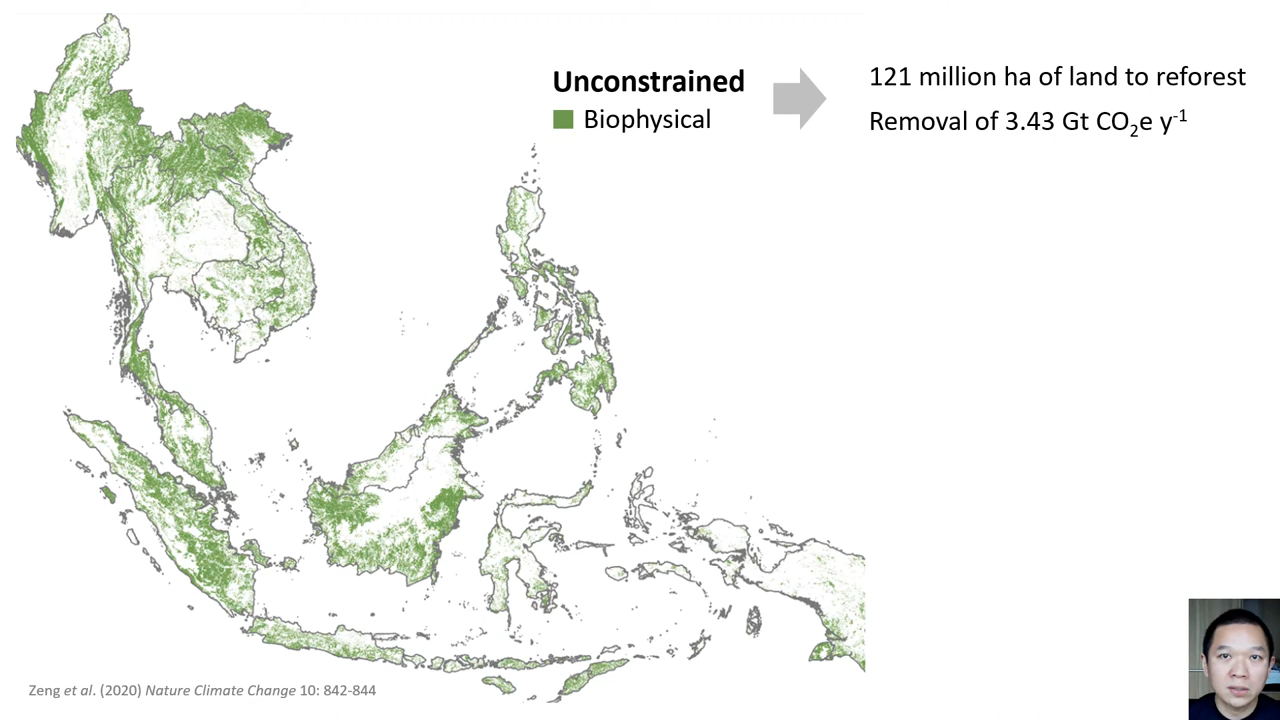 Unconstrained
Biophysical
121 million ha of land to reforest
Removal of 3.43 Gt CO₂e y⁻¹
Zeng et al. (2020) Nature Climate Change 10: 842-844